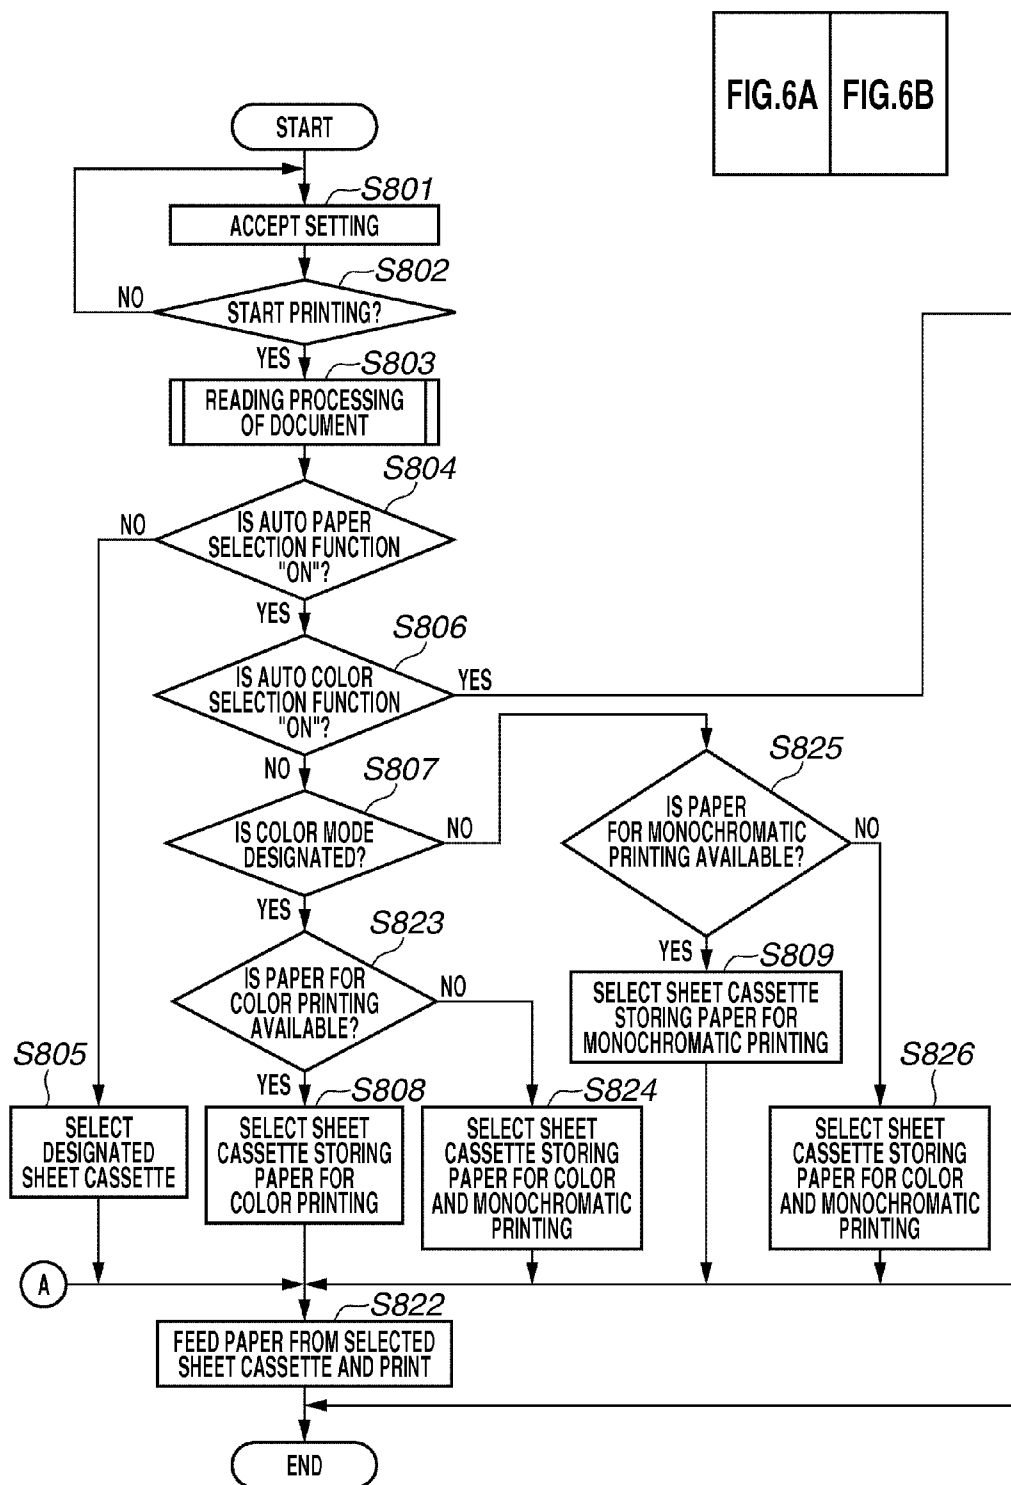 FIG.6A
FIG.6B
START
S801
ACCEPT SETTING
S802
NO
START PRINTING?
YES
S803
READING PROCESSING
OF DOCUMENT
S804
NO
IS AUTO PAPER
SELECTION FUNCTION
"ON"?
YES
S806
IS AUTO COLOR
SELECTION FUNCTION
"ON"?
YES
NO
S807
IS COLOR MODE
DESIGNATED?
NO
S825
IS PAPER
FOR MONOCHROMATIC
PRINTING AVAILABLE?
NO
YES
S823
IS PAPER FOR
COLOR PRINTING
AVAILABLE?
NO
YES
S809
SELECT SHEET CASSETTE
STORING PAPER FOR
MONOCHROMATIC PRINTING
S805
SELECT
DESIGNATED
SHEET CASSETTE
YES
S808
SELECT SHEET
CASSETTE STORING
PAPER FOR
COLOR PRINTING
S824
SELECT SHEET
CASSETTE STORING
PAPER FOR COLOR
AND MONOCHROMATIC
PRINTING
S826
SELECT SHEET
CASSETTE STORING
PAPER FOR COLOR
AND MONOCHROMATIC
PRINTING
A
S822
FEED PAPER FROM SELECTED
SHEET CASSETTE AND PRINT
END